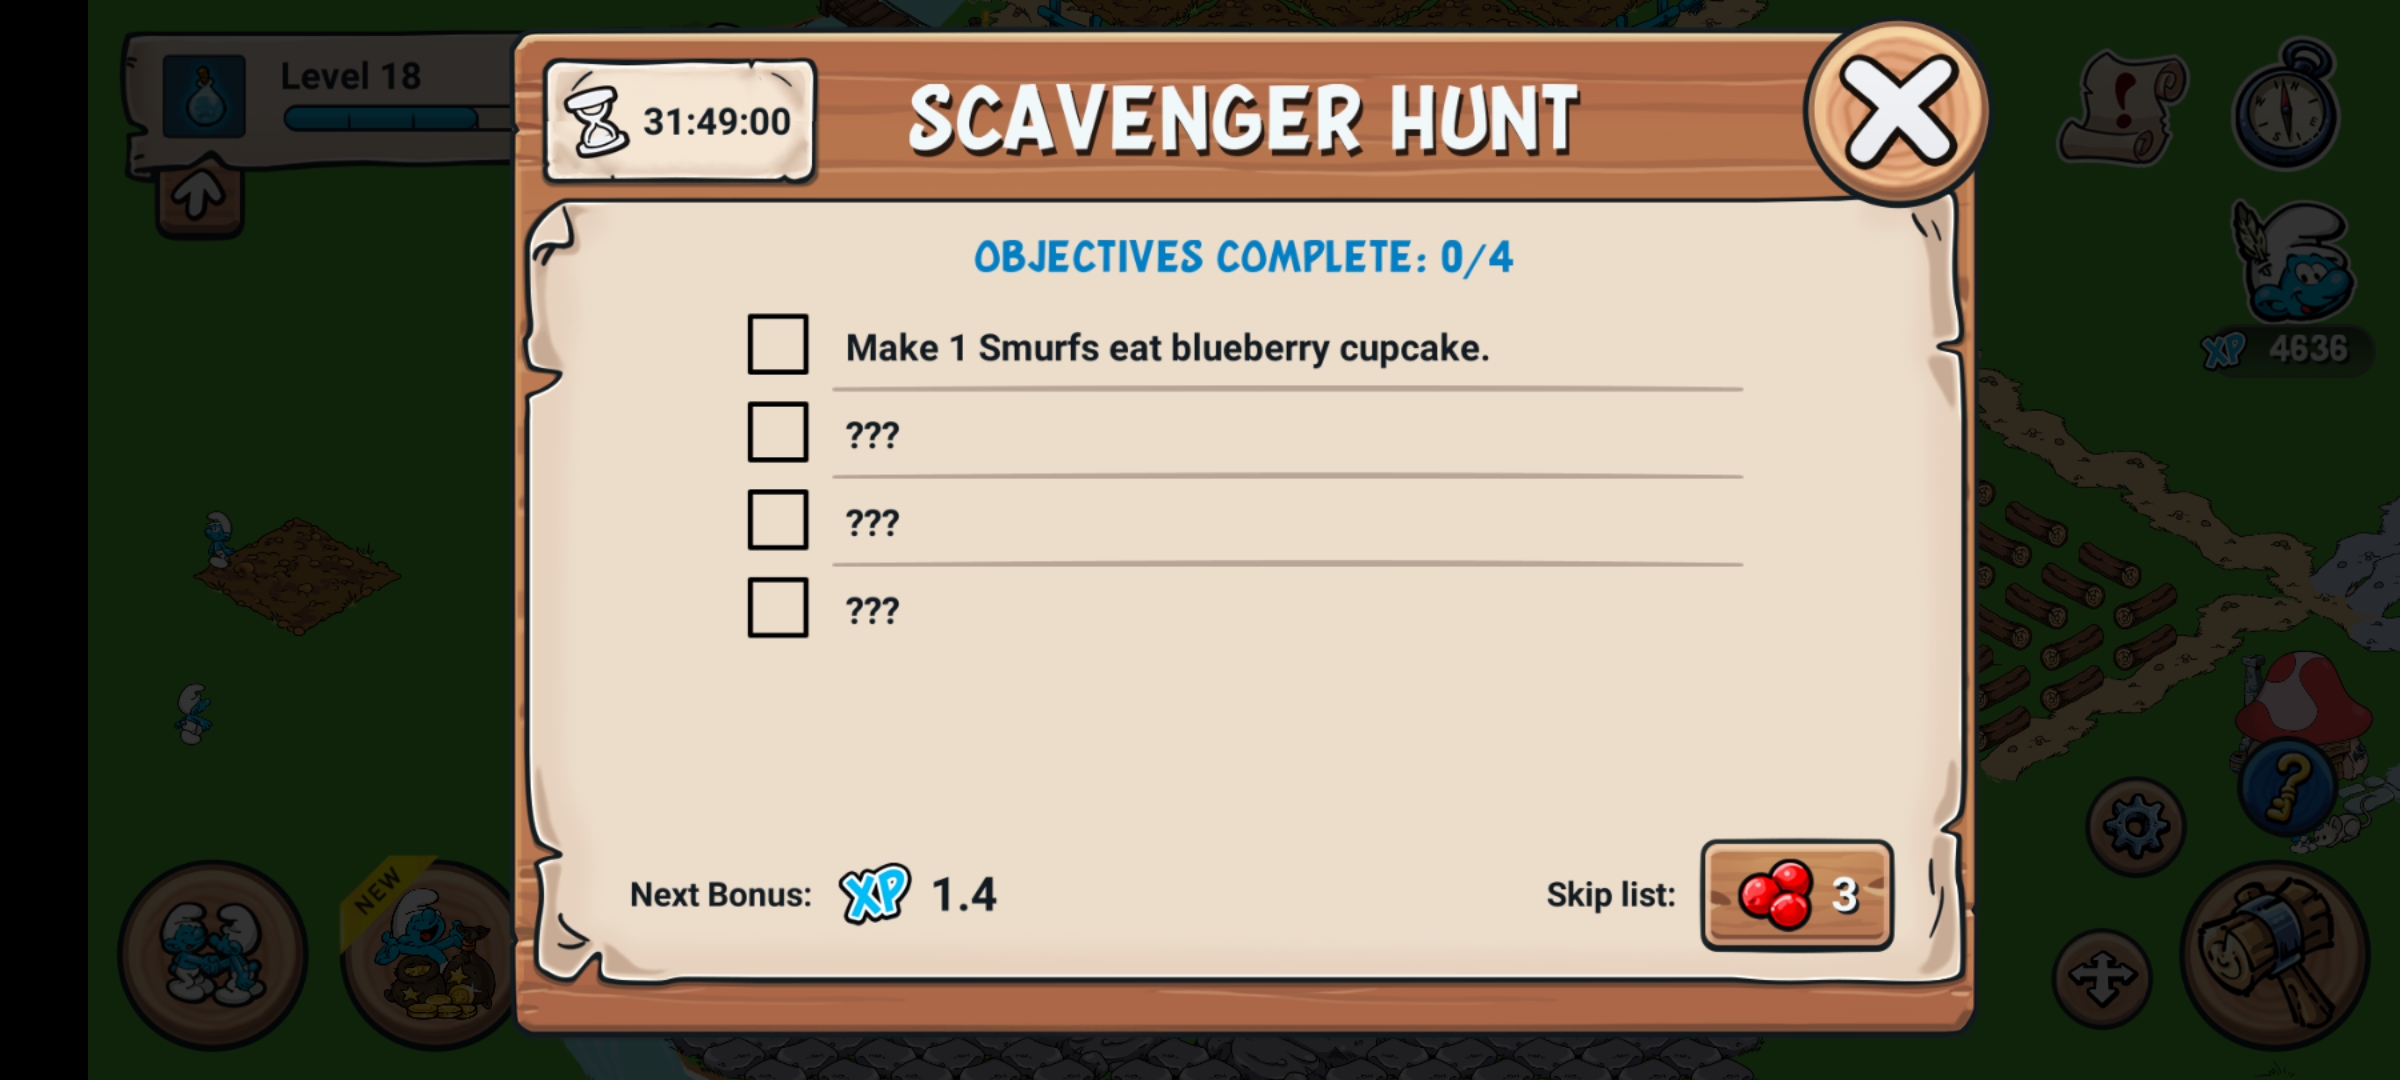 Level 18
31:49:00
SCAVENGER HUNT
OBJECTIVES COMPLETE: 0/4
Make 1 Smurfs eat blueberry cupcake.
???
???
???
XP 4636
NEW
Next Bonus: XP 1.4
Skip list: 3